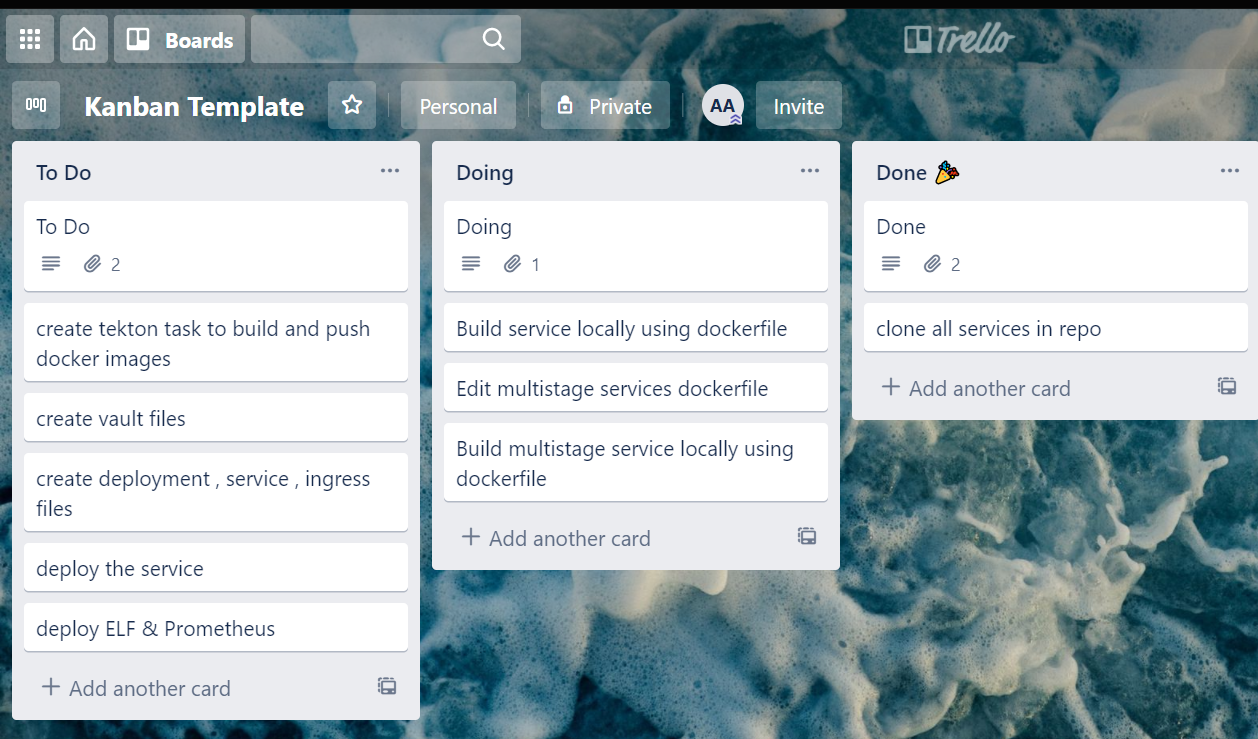 Boards
Trello
Kanban Template
Personal
Private
AA
Invite
To Do
To Do
2
create tekton task to build and push
docker images
create vault files
create deployment , service , ingress
files
deploy the service
deploy ELF & Prometheus
Add another card
Doing
Doing
1
Build service locally using dockerfile
Edit multistage services dockerfile
Build multistage service locally using
dockerfile
Add another card
Done 🎉
Done
2
clone all services in repo
Add another card